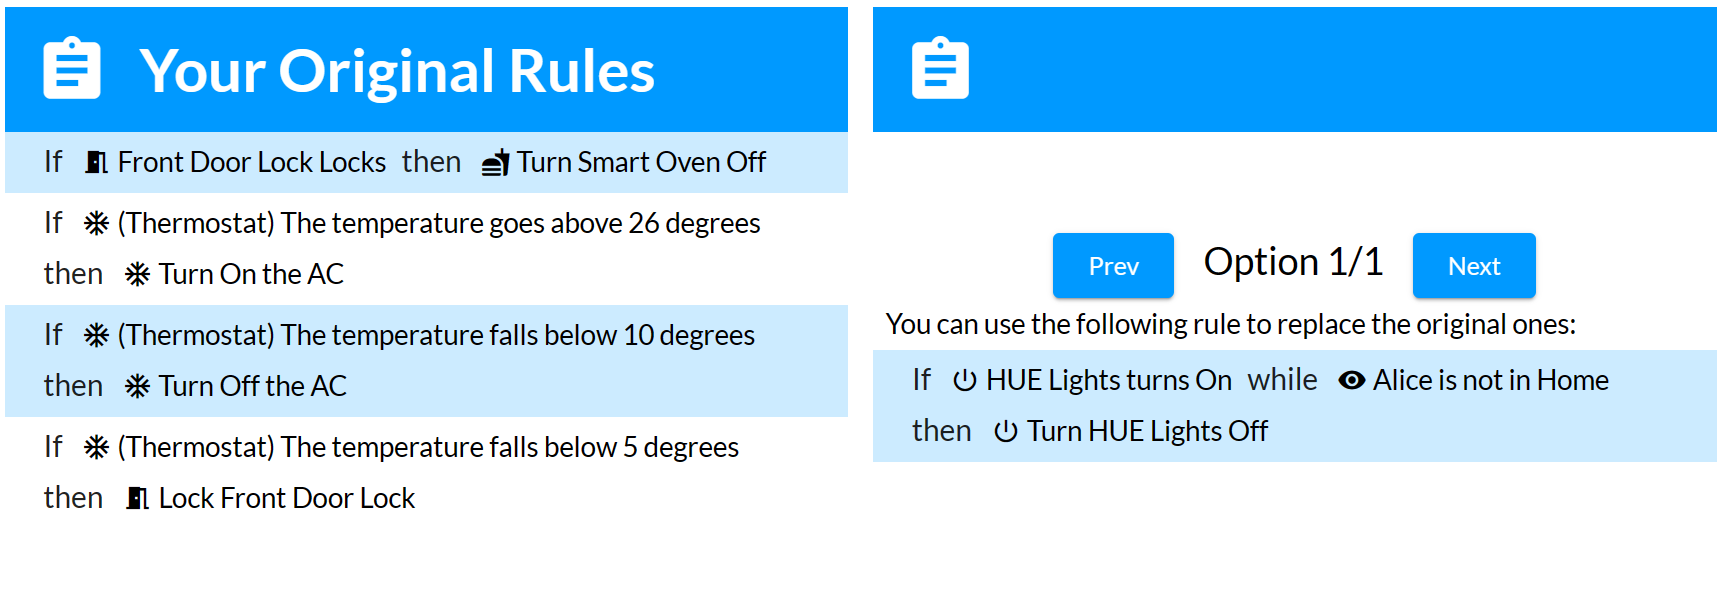 Your Original Rules
If Front Door Lock Locks then Turn Smart Oven Off
If (Thermostat) The temperature goes above 26 degrees
then Turn On the AC
If (Thermostat) The temperature falls below 10 degrees
then Turn Off the AC
If (Thermostat) The temperature falls below 5 degrees
then Lock Front Door Lock
Prev Option 1/1 Next
You can use the following rule to replace the original ones:
If HUE Lights turns On while Alice is not in Home
then Turn HUE Lights Off